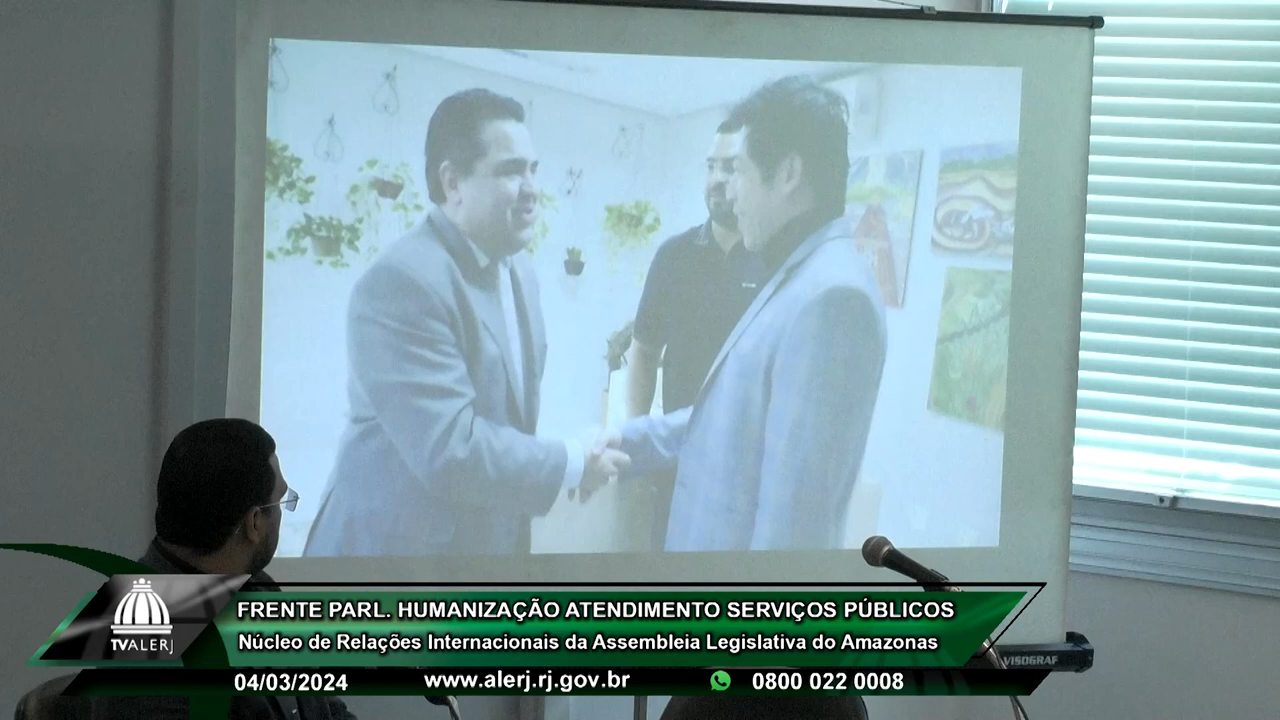 FRENTE PARL. HUMANIZAÇÃO ATENDIMENTO SERVIÇOS PÚBLICOS
Núcleo de Relações Internacionais da Assembleia Legislativa do Amazonas
TVALERJ
04/03/2024 www.alerj.rj.gov.br 0800 022 0008
VISOGRAF